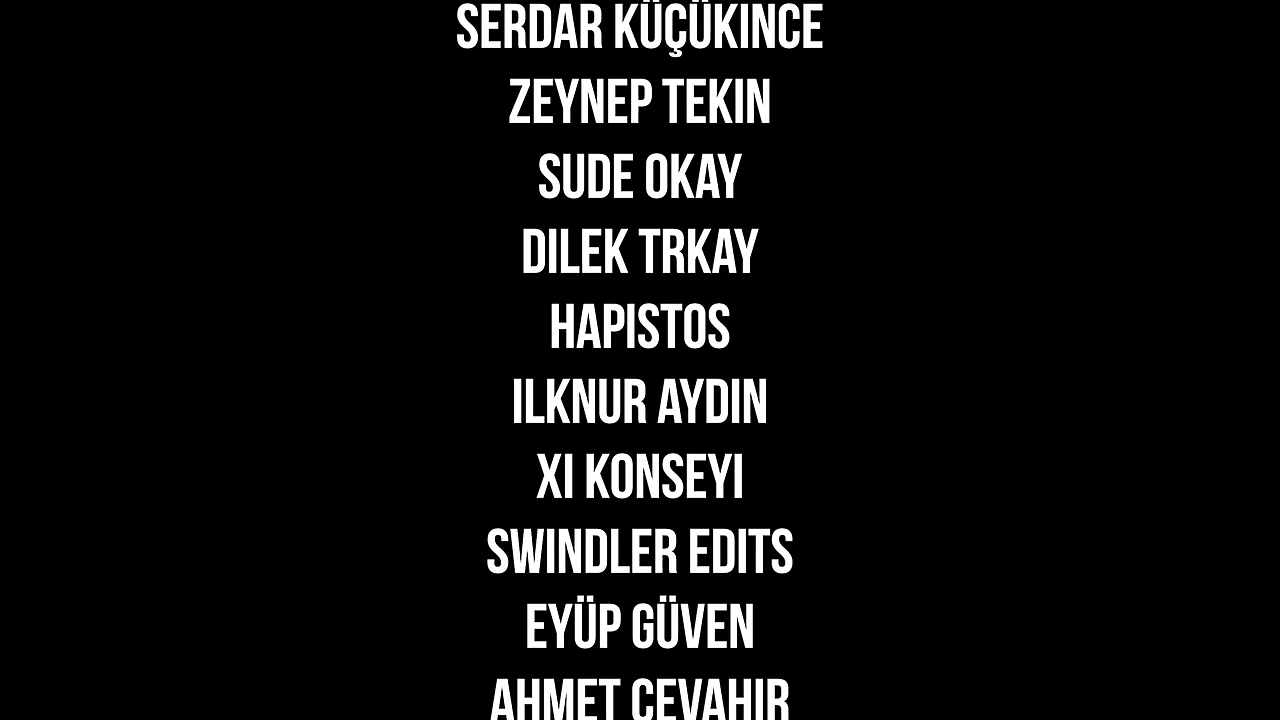 SERDAR KÜÇÜKINCE
ZEYNEP TEKIN
SUDE OKAY
DILEK TRKAY
HAPISTOS
ILKNUR AYDIN
XI KONSEYI
SWINDLER EDITS
EYÜP GÜVEN
AHMET CEVAHIR